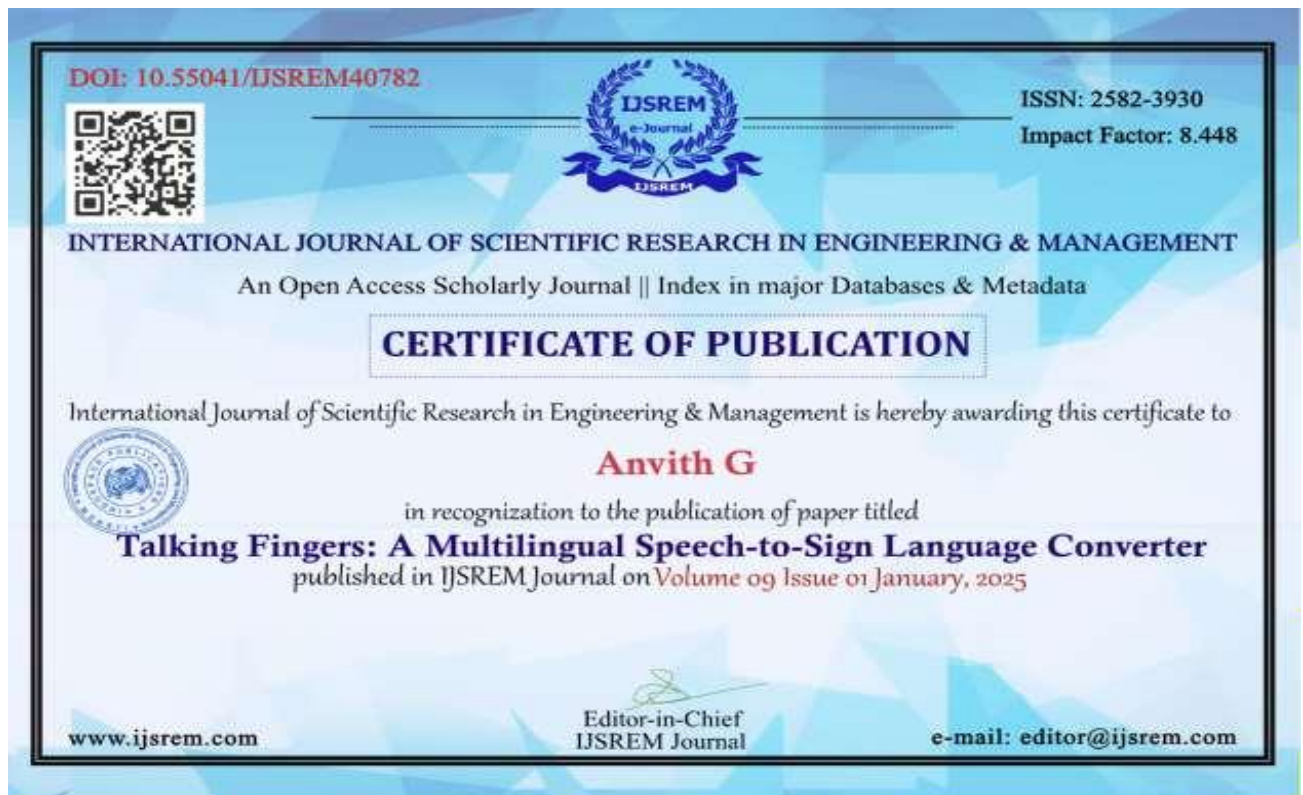 DOI: 10.55041/IJSREM40782
IJSREM
e-Journal
IJSREM
ISSN: 2582-3930
Impact Factor: 8.448
INTERNATIONAL JOURNAL OF SCIENTIFIC RESEARCH IN ENGINEERING & MANAGEMENT
An Open Access Scholarly Journal || Index in major Databases & Metadata
CERTIFICATE OF PUBLICATION
International Journal of Scientific Research in Engineering & Management is hereby awarding this certificate to
Anvith G
in recognization to the publication of paper titled
Talking Fingers: A Multilingual Speech-to-Sign Language Converter
published in IJSREM Journal on Volume 09 Issue 01 January, 2025
Editor-in-Chief
IJSREM Journal
www.ijsrem.com
e-mail: editor@ijsrem.com